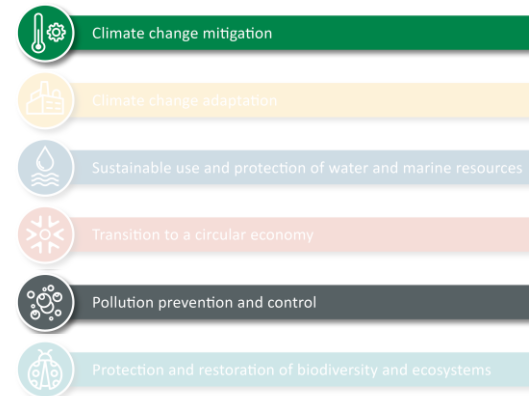 Climate change mitigation
Climate change adaptation
Sustainable use and protection of water and marine resources
Transition to a circular economy
Pollution prevention and control
Protection and restoration of biodiversity and ecosystems